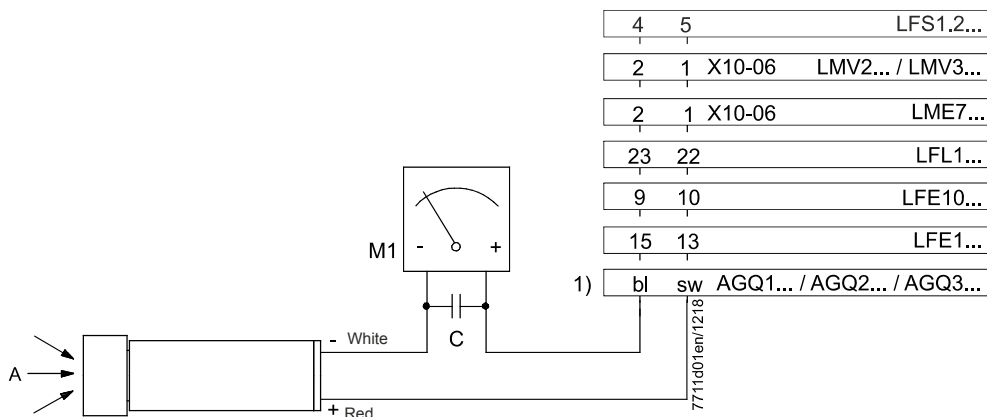 4 5 LFS1.2...
2 1 X10-06 LMV2... / LMV3...
2 1 X10-06 LME7...
23 22 LFL1...
9 10 LFE10...
15 13 LFE1...
1) bl sw AGQ1... / AGQ2... / AGQ3...
M1 - +
C
- White
A
+ Red
7711d01en/1218